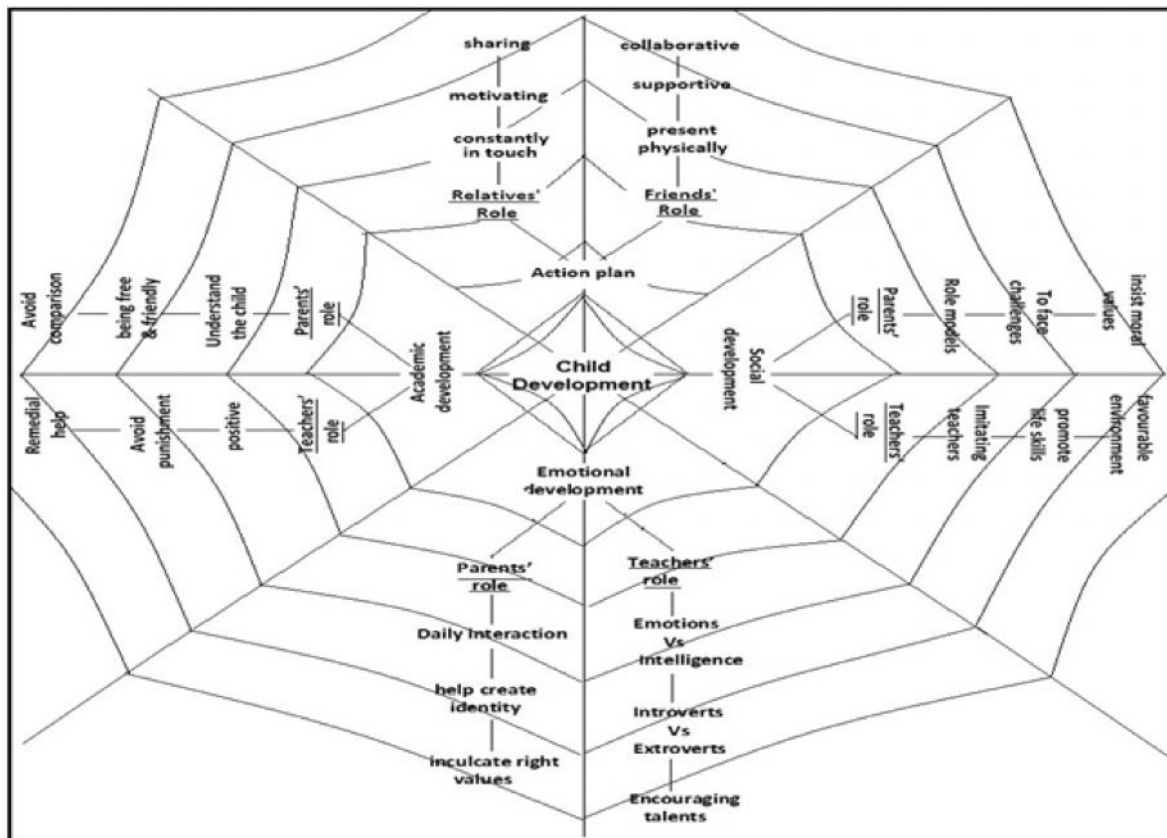 sharing
motivating
constantly
in touch
Relatives'
Role
collaborative
supportive
present
physically
Friends'
Role
Action plan
Avoid
comparison
being free
& friendly
Understand
the child
Parents'
role
Academic
development
Remedial
help
Avoid
punishment
positive
Teachers'
role
Child
Development
Social
development
Parents'
role
Role models
To face
challenges
insist moral
values
Teachers'
role
Imitating
teachers
promote
life skills
favourable
environment
Emotional
development
Parents'
role
Daily Interaction
help create
identity
inculcate right
values
Teachers'
role
Emotions
Vs
Intelligence
Introverts
Vs
Extroverts
Encouraging
talents